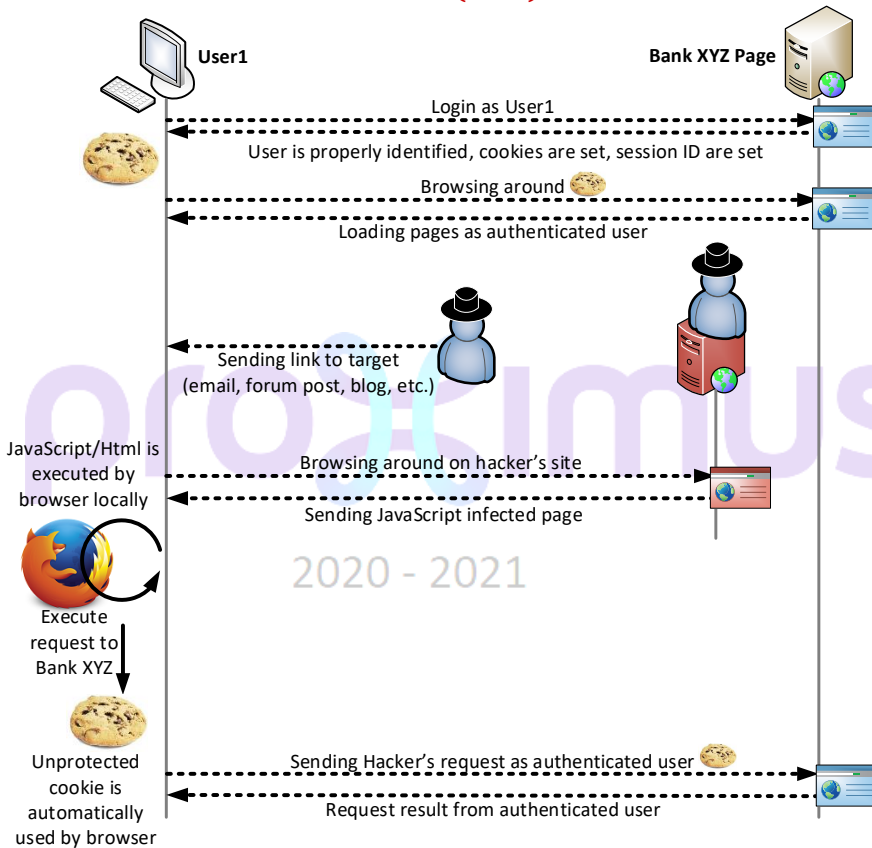 User1
Bank XYZ Page
Login as User1
User is properly identified, cookies are set, session ID are set
Browsing around
Loading pages as authenticated user
Sending link to target
(email, forum post, blog, etc.)
proximus
JavaScript/Html is
executed by
browser locally
Browsing around on hacker's site
Sending JavaScript infected page
2020 - 2021
Execute
request to
Bank XYZ
Unprotected
cookie is
automatically
used by browser
Sending Hacker's request as authenticated user
Request result from authenticated user